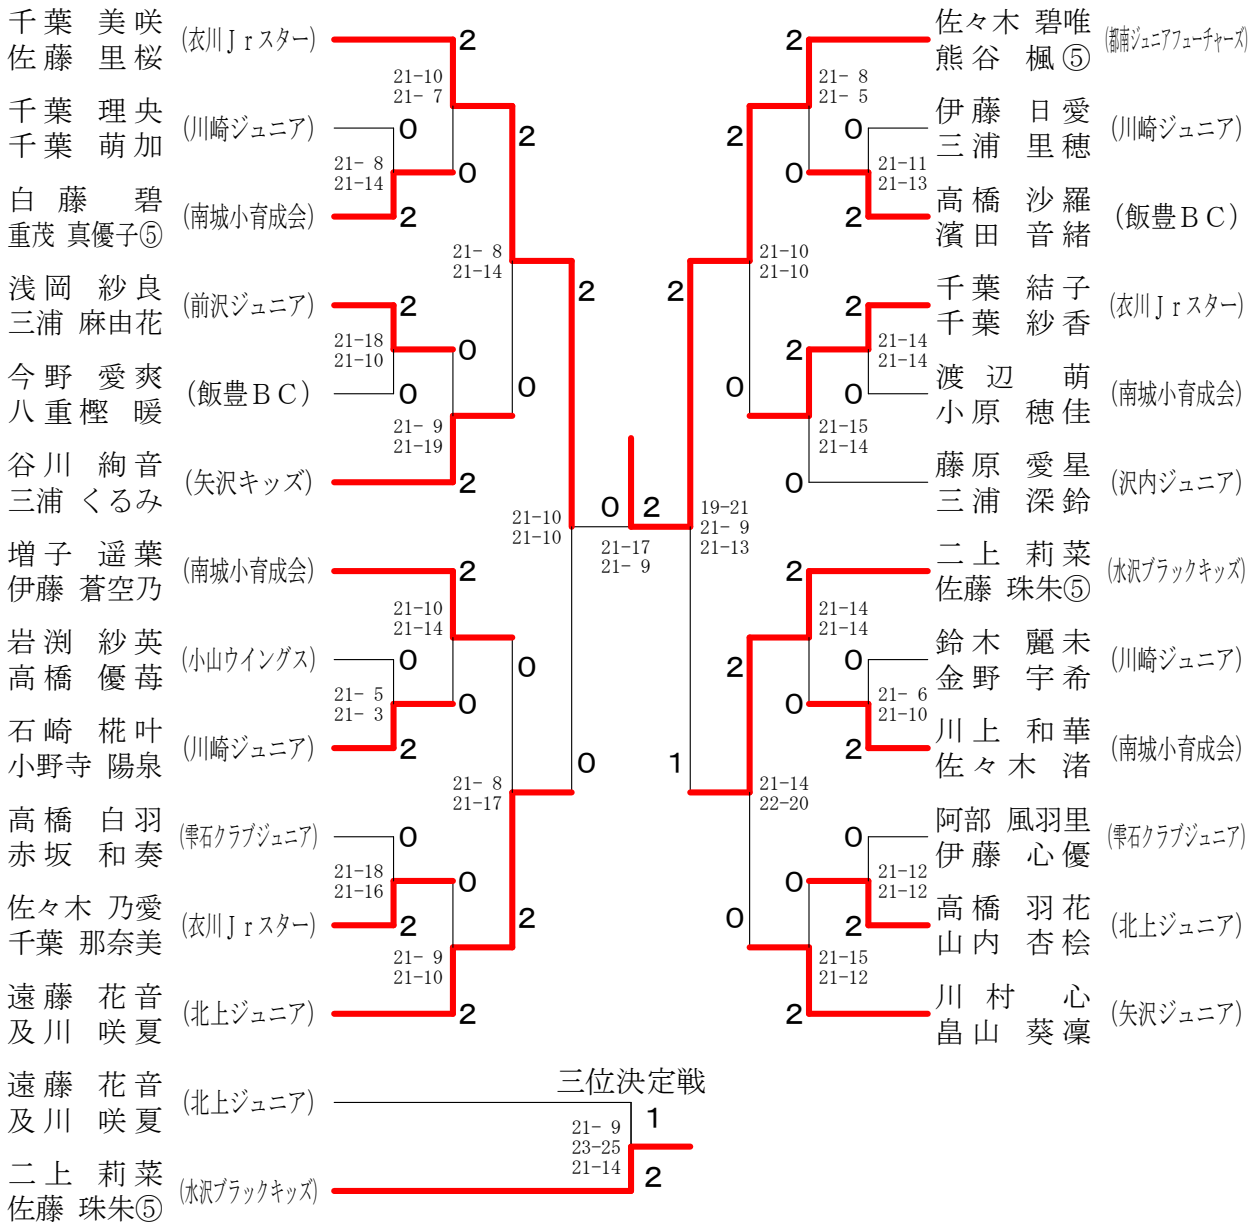 千葉 美咲
佐藤 里桜
(衣川Ｊｒスター)
2
21-10
21- 7
千葉 理央
千葉 萌加
(川崎ジュニア)
0
21- 8
21-14
0
2
白藤 碧
重茂 真優子⑤
(南城小育成会)
2
21- 8
21-14
浅岡 紗良
三浦 麻由花
(前沢ジュニア)
2
21-18
21-10
0
0
今野 愛爽
八重樫 暖
(飯豊ＢＣ)
0
21- 9
21-19
谷川 絢音
三浦 くるみ
(矢沢キッズ)
2
2
21-10
21-10
増子 遥葉
伊藤 蒼空乃
(南城小育成会)
2
21-10
21-14
岩渕 紗英
高橋 優苺
(小山ウイングス)
0
0
21- 5
21- 3
0
石崎 椛叶
小野寺 陽泉
(川崎ジュニア)
2
0
21- 8
21-17
高橋 白羽
赤坂 和奏
(雫石クラブジュニア)
0
21-18
21-16
0
佐々木 乃愛
千葉 那奈美
(衣川Ｊｒスター)
2
2
21- 9
21-10
遠藤 花音
及川 咲夏
(北上ジュニア)
2
0 2
21-17
21- 9
佐々木 碧唯
熊谷 楓⑤
(都南ジュニアフューチャーズ)
2
21- 8
21- 5
伊藤 日愛
三浦 里穂
(川崎ジュニア)
0
2
21-11
21-13
0
高橋 沙羅
濱田 音緒
(飯豊ＢＣ)
2
21-10
21-10
千葉 結子
千葉 紗香
(衣川Ｊｒスター)
2
2
21-14
21-14
2
渡辺 萌
小原 穂佳
(南城小育成会)
0
0
21-15
21-14
藤原 愛星
三浦 深鈴
(沢内ジュニア)
0
19-21
21- 9
21-13
二上 莉菜
佐藤 珠朱⑤
(水沢ブラックキッズ)
2
21-14
21-14
鈴木 麗未
金野 宇希
(川崎ジュニア)
0
2
21- 6
21-10
0
川上 和華
佐々木 渚
(南城小育成会)
2
1
21-14
22-20
阿部 風羽里
伊藤 心優
(雫石クラブジュニア)
0
21-12
21-12
0
高橋 羽花
山内 杏桧
(北上ジュニア)
2
0
21-15
21-12
川村 心
畠山 葵凜
(矢沢ジュニア)
2
三位決定戦
遠藤 花音
及川 咲夏
(北上ジュニア)
1
21- 9
23-25
21-14
二上 莉菜
佐藤 珠朱⑤
(水沢ブラックキッズ)
2